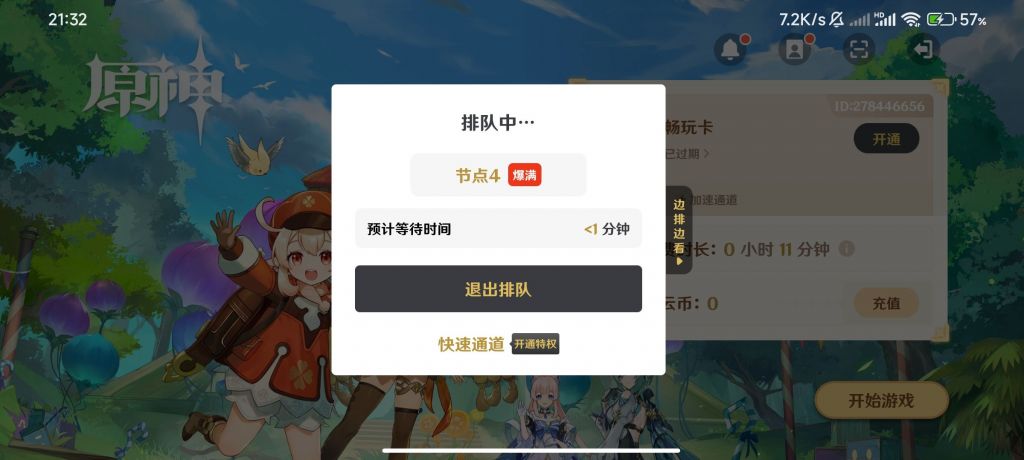 21:32
7.2K/s HD 57%
原神
排队中…
节点4 爆满
预计等待时间 <1 分钟
退出排队
快速通道 开通特权
边排边看
ID:278446656
畅玩卡
已过期
开通
加速通道
时长: 0 小时 11 分钟
云币: 0
充值
开始游戏